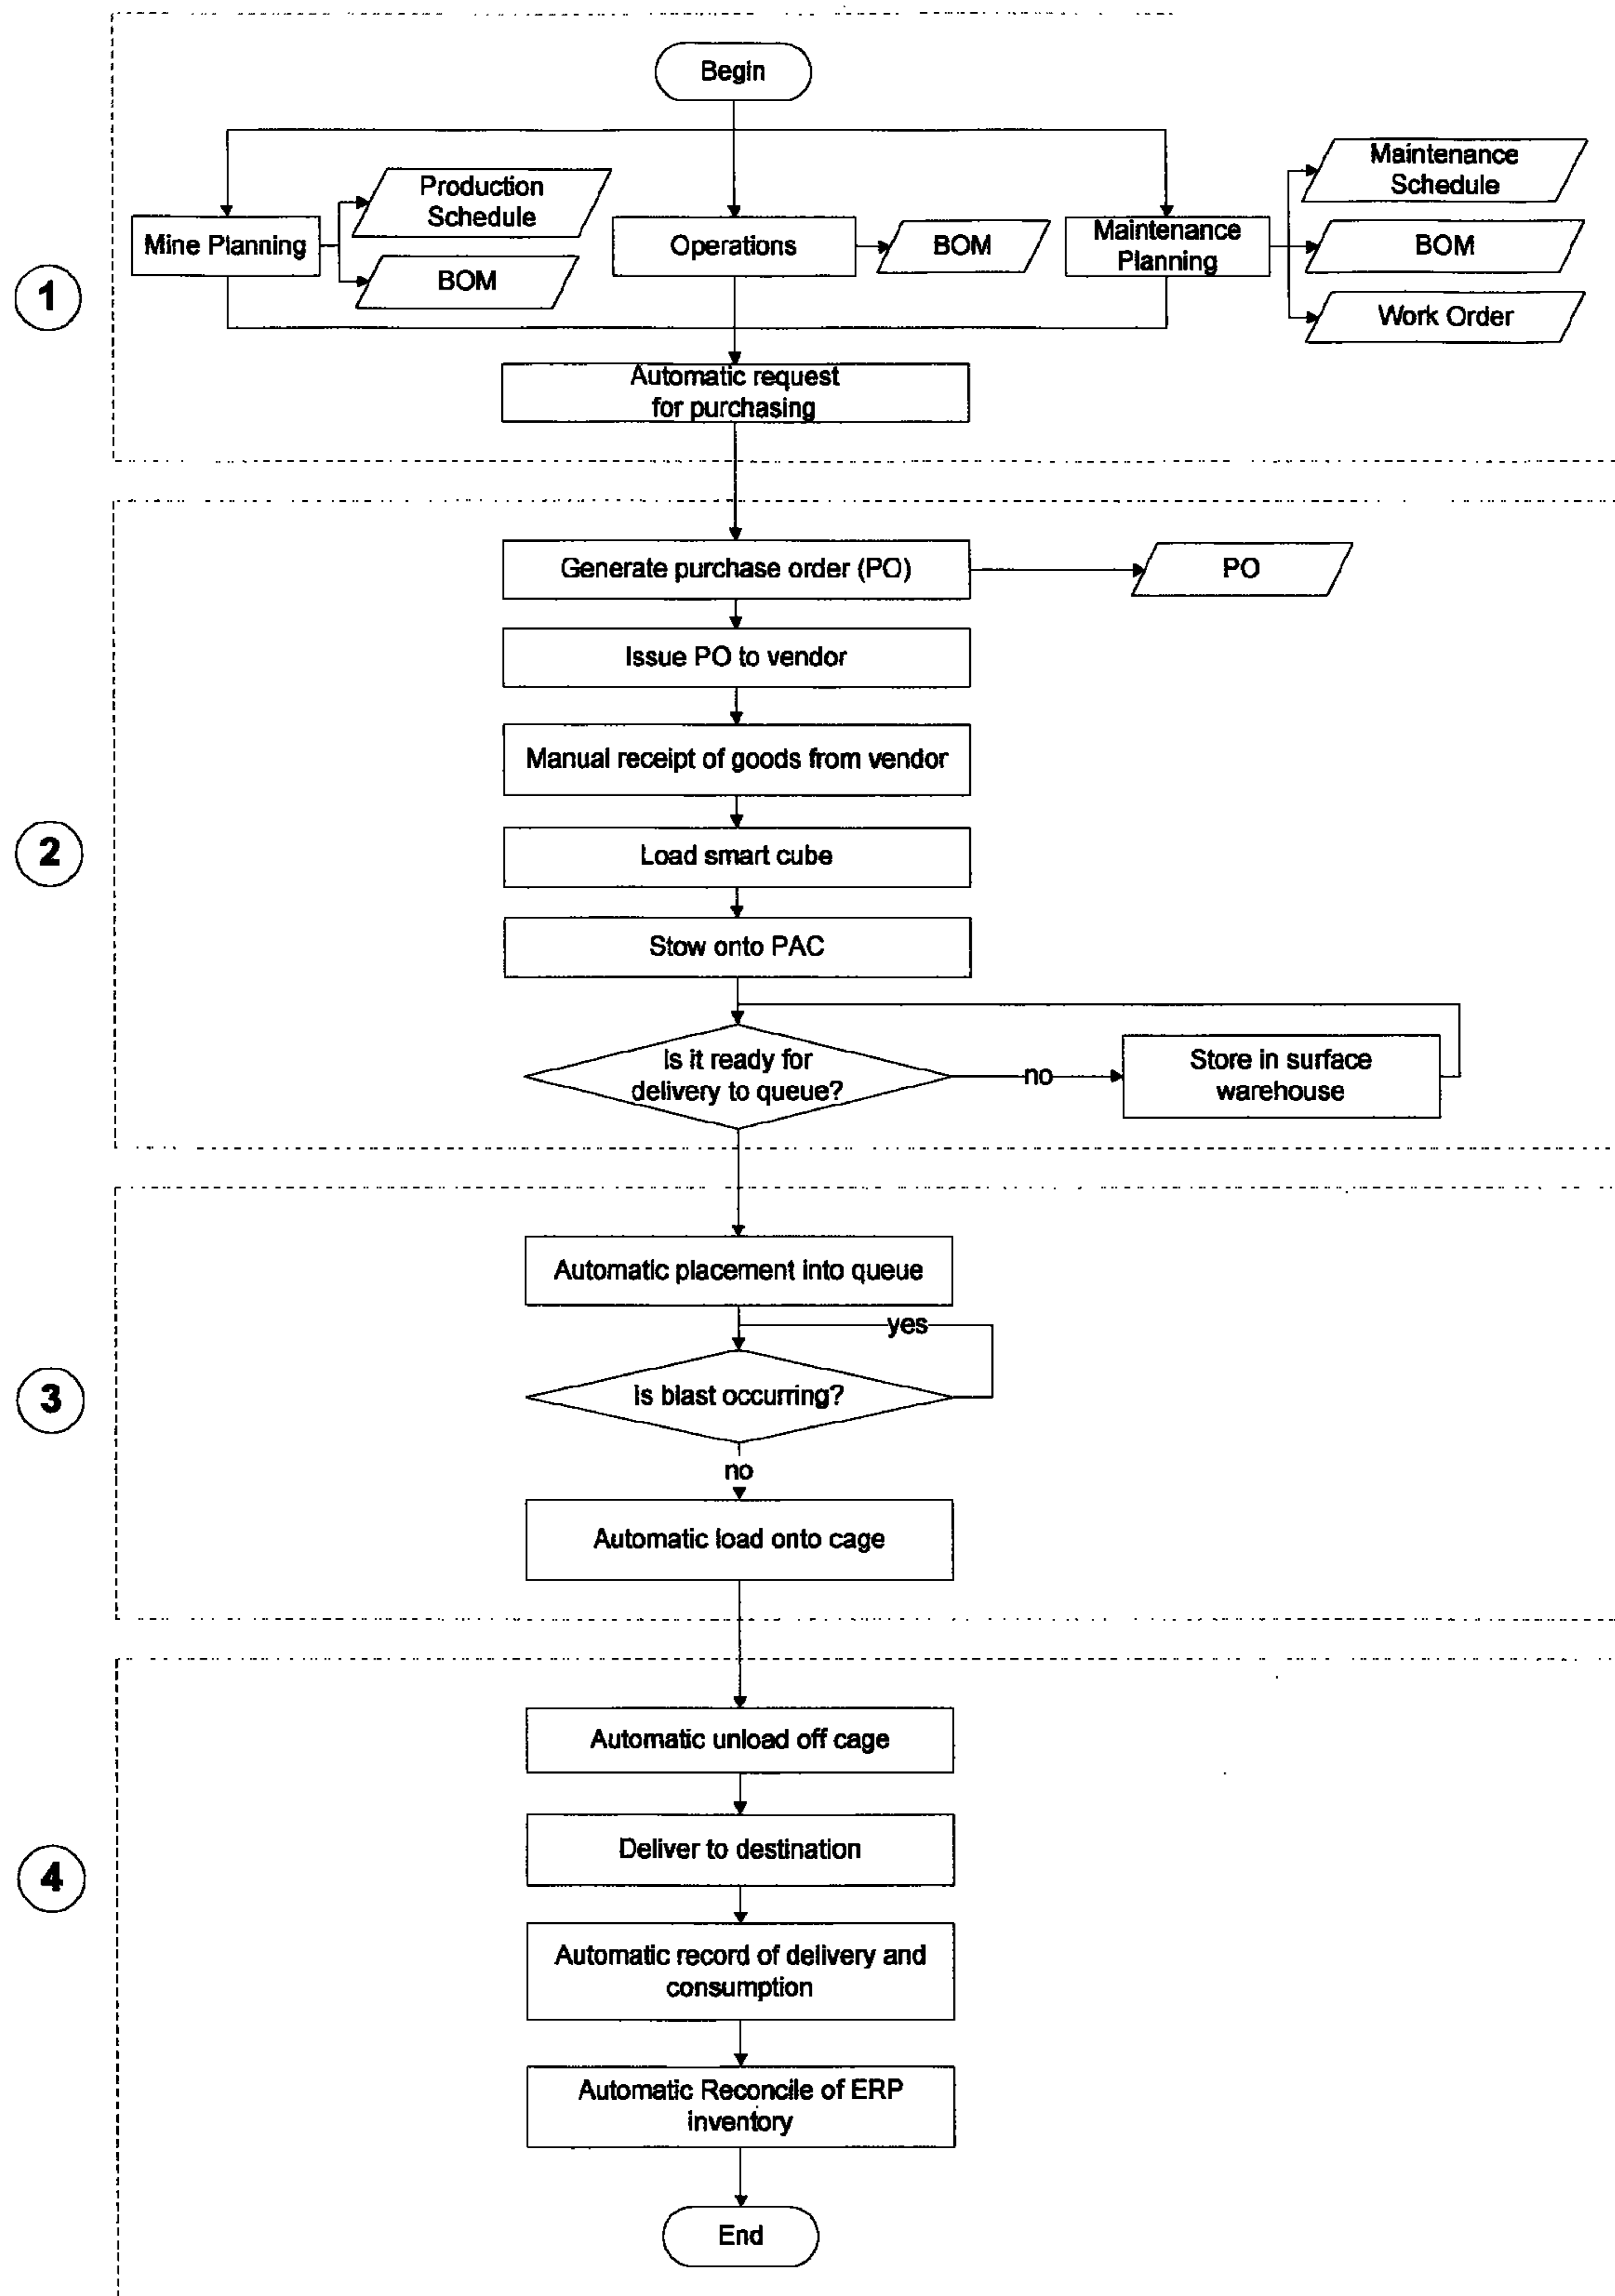 Begin
Production
Schedule
Maintenance
Schedule
Mine Planning
BOM
Operations
BOM
Maintenance
Planning
BOM
Work Order
1
Automatic request
for purchasing
Generate purchase order (PO)
PO
Issue PO to vendor
Manual receipt of goods from vendor
2
Load smart cube
Stow onto PAC
Is it ready for
delivery to queue?
no
Store in surface
warehouse
Automatic placement into queue
yes
3
Is blast occurring?
no
Automatic load onto cage
Automatic unload off cage
4
Deliver to destination
Automatic record of delivery and
consumption
Automatic Reconcile of ERP
inventory
End